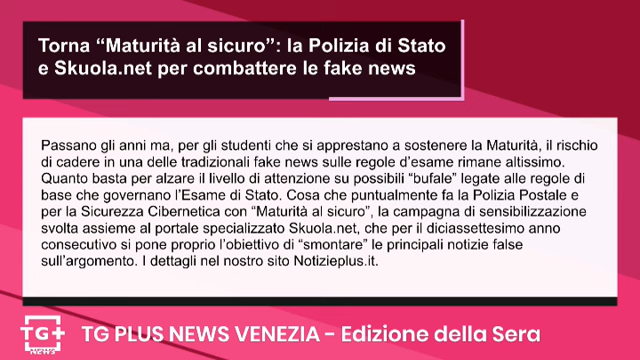 Torna “Maturità al sicuro”: la Polizia di Stato
e Skuola.net per combattere le fake news
Passano gli anni ma, per gli studenti che si apprestano a sostenere la Maturità, il rischio
di cadere in una delle tradizionali fake news sulle regole d’esame rimane altissimo.
Quanto basta per alzare il livello di attenzione su possibili “bufale” legate alle regole di
base che governano l’Esame di Stato. Cosa che puntualmente fa la Polizia Postale e
per la Sicurezza Cibernetica con “Maturità al sicuro”, la campagna di sensibilizzazione
svolta assieme al portale specializzato Skuola.net, che per il diciassettesimo anno
consecutivo si pone proprio l’obiettivo di “smontare” le principali notizie false
sull’argomento. I dettagli nel nostro sito Notizieplus.it.
TG+
NEWS
TG PLUS NEWS VENEZIA - Edizione della Sera